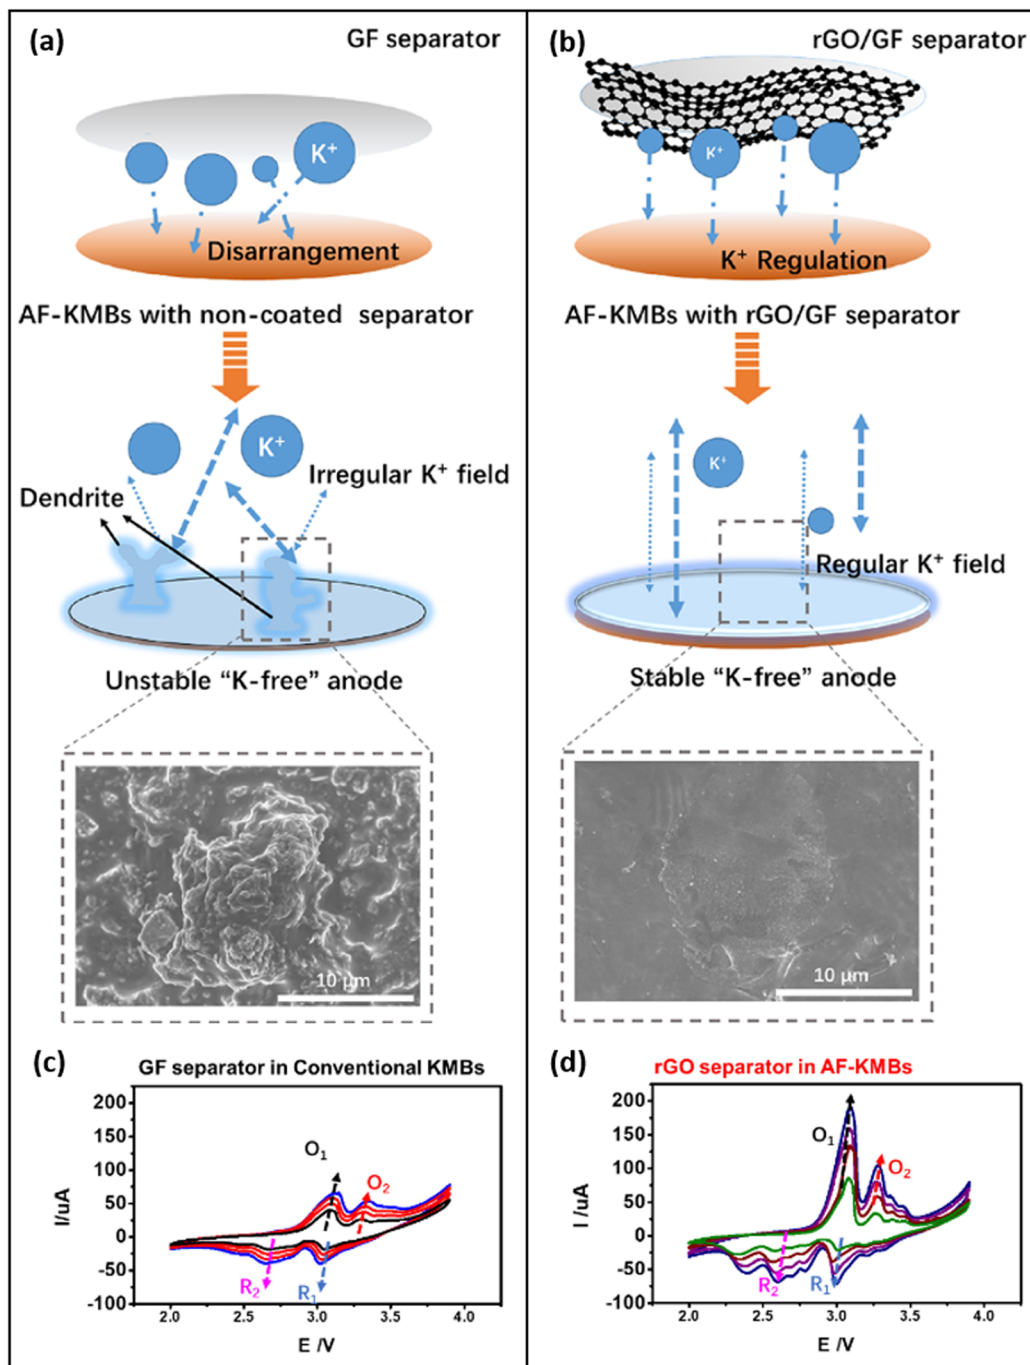 (a)
GF separator
K⁺
Disarrangement
AF-KMBs with non-coated separator
K⁺
Irregular K⁺ field
Dendrite
Unstable “K-free” anode
10 µm
(b)
rGO/GF separator
K⁺
K⁺ Regulation
AF-KMBs with rGO/GF separator
K⁺
Regular K⁺ field
Stable “K-free” anode
10 µm
(c)
GF separator in Conventional KMBs
I/uA
200
150
100
50
0
-50
-100
O₁
O₂
R₂
R₁
2.0 2.5 3.0 3.5 4.0
E /V
(d)
rGO separator in AF-KMBs
I /uA
200
150
100
50
0
-50
-100
O₁
O₂
R₂
R₁
2.0 2.5 3.0 3.5 4.0
E /V